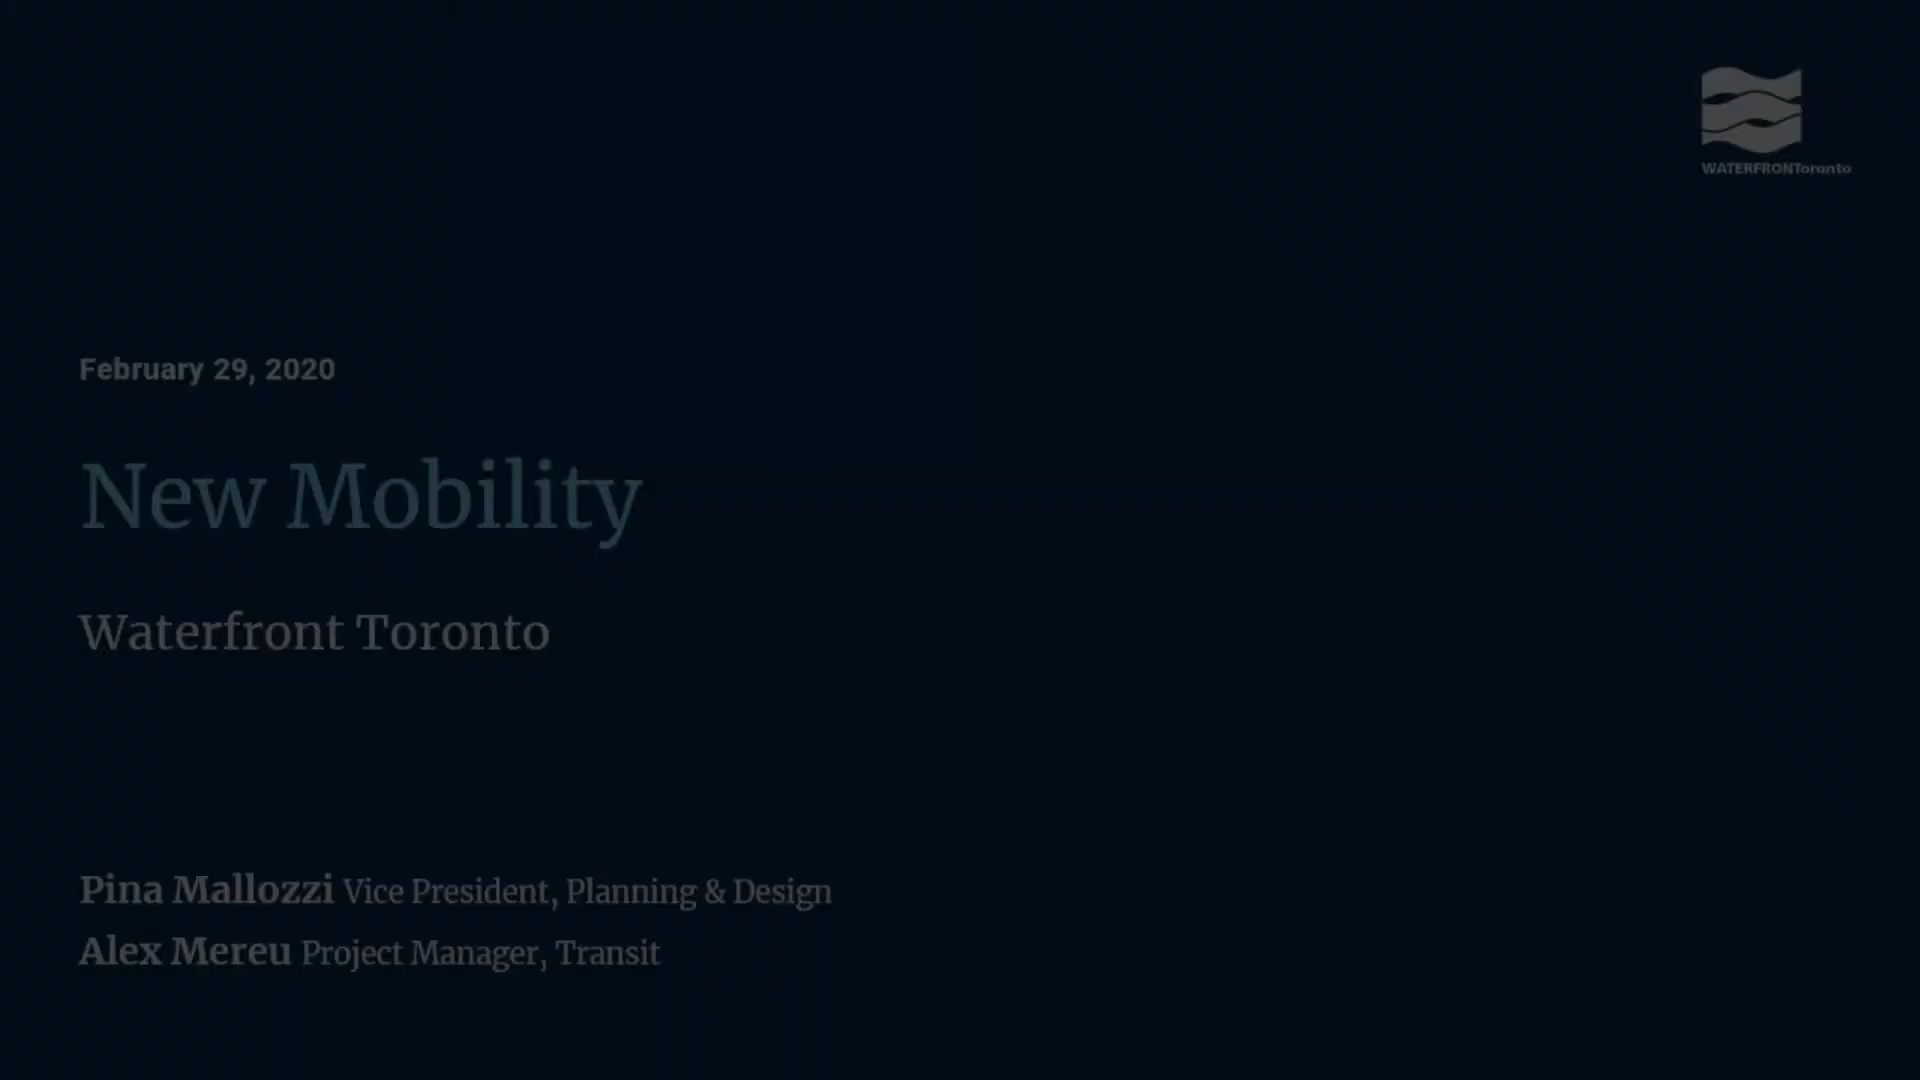 WATERFRONToronto
February 29, 2020
New Mobility
Waterfront Toronto
Pina Mallozzi Vice President, Planning & Design
Alex Mereu Project Manager, Transit